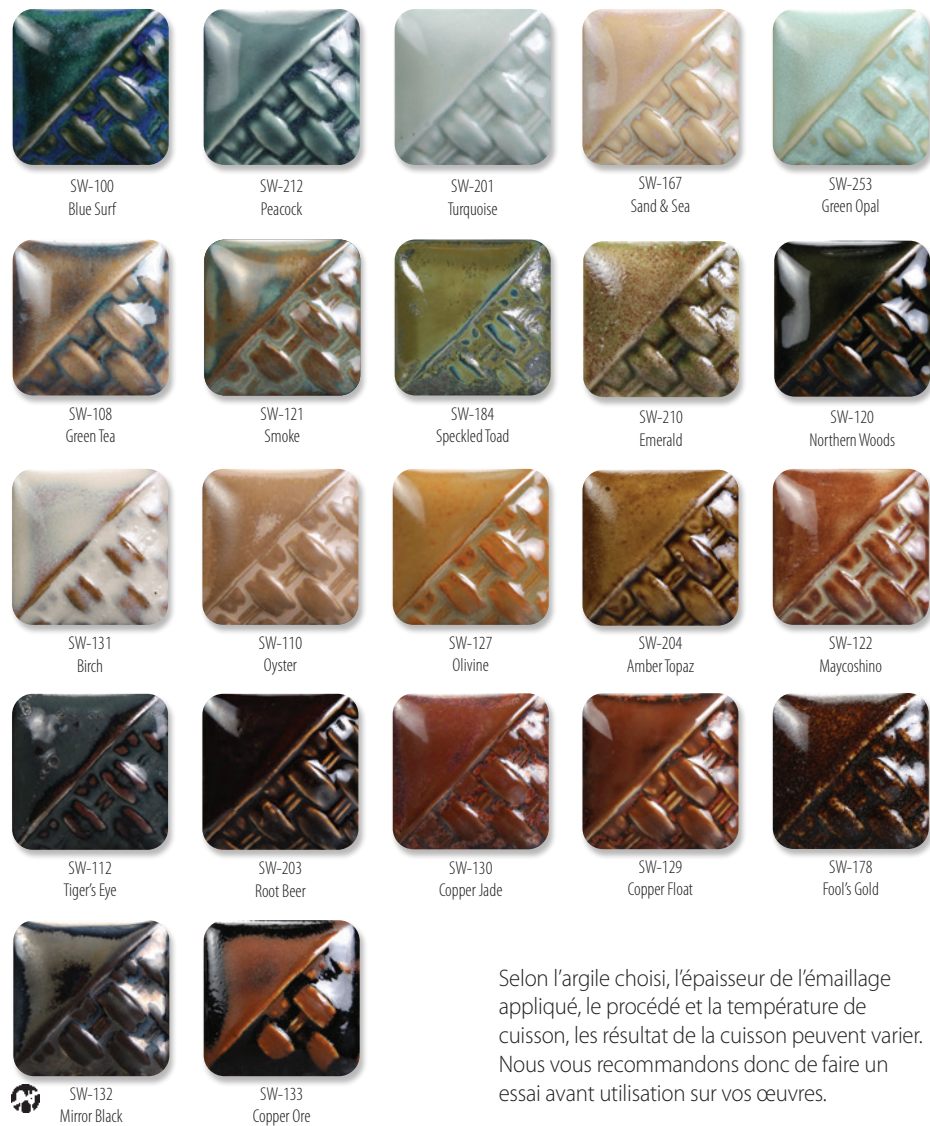 SW-100
Blue Surf
SW-212
Peacock
SW-201
Turquoise
SW-167
Sand & Sea
SW-253
Green Opal
SW-108
Green Tea
SW-121
Smoke
SW-184
Speckled Toad
SW-210
Emerald
SW-120
Northern Woods
SW-131
Birch
SW-110
Oyster
SW-127
Olivine
SW-204
Amber Topaz
SW-122
Maycoshino
SW-112
Tiger's Eye
SW-203
Root Beer
SW-130
Copper Jade
SW-129
Copper Float
SW-178
Fool's Gold
SW-132
Mirror Black
SW-133
Copper Ore
Selon l'argile choisi, l'épaisseur de l'émaillage
appliqué, le procédé et la température de
cuisson, les résultat de la cuisson peuvent varier.
Nous vous recommandons donc de faire un
essai avant utilisation sur vos œuvres.